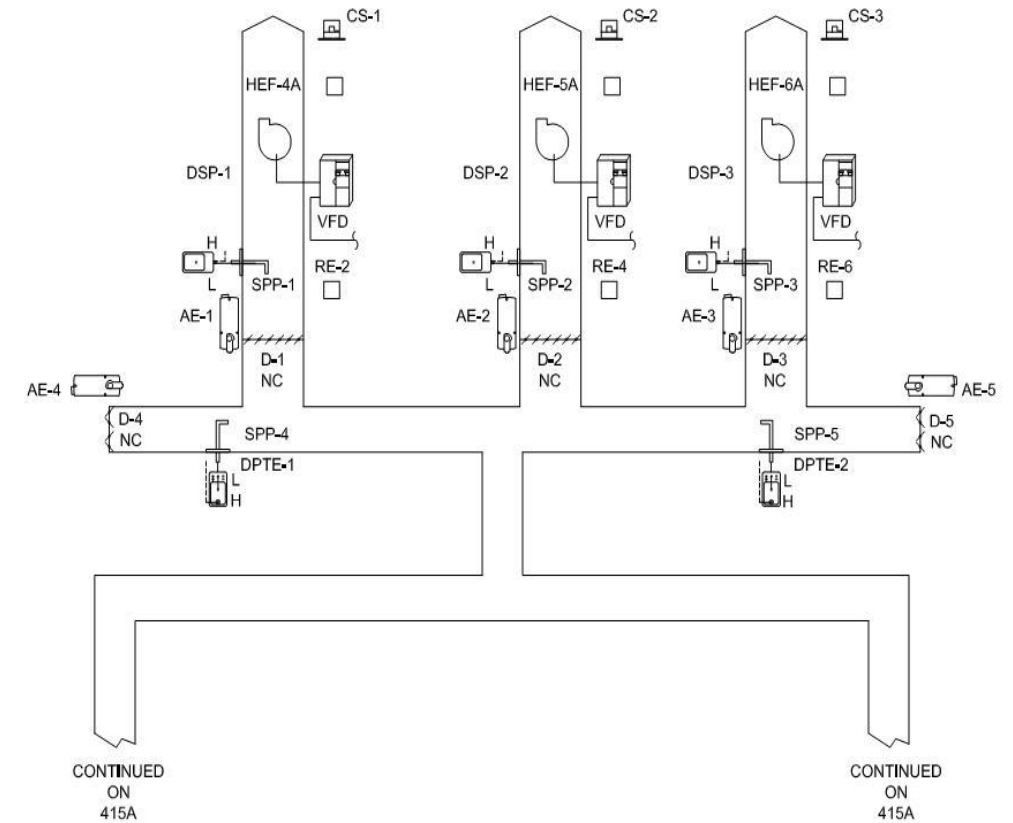 CS-1
CS-2
CS-3
HEF-4A
HEF-5A
HEF-6A
DSP-1
DSP-2
DSP-3
VFD
VFD
VFD
H
H
H
RE-2
RE-4
RE-6
L
SPP-1
L
SPP-2
L
SPP-3
AE-1
AE-2
AE-3
D-1
NC
D-2
NC
D-3
NC
AE-4
AE-5
D-4
NC
D-5
NC
SPP-4
SPP-5
DPTE-1
DPTE-2
L
H
L
H
CONTINUED
ON
415A
CONTINUED
ON
415A